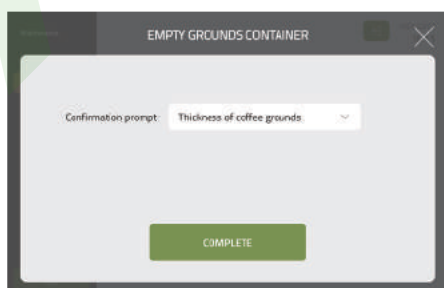 EMPTY GROUNDS CONTAINER
Confirmation prompt
Thickness of coffee grounds
COMPLETE